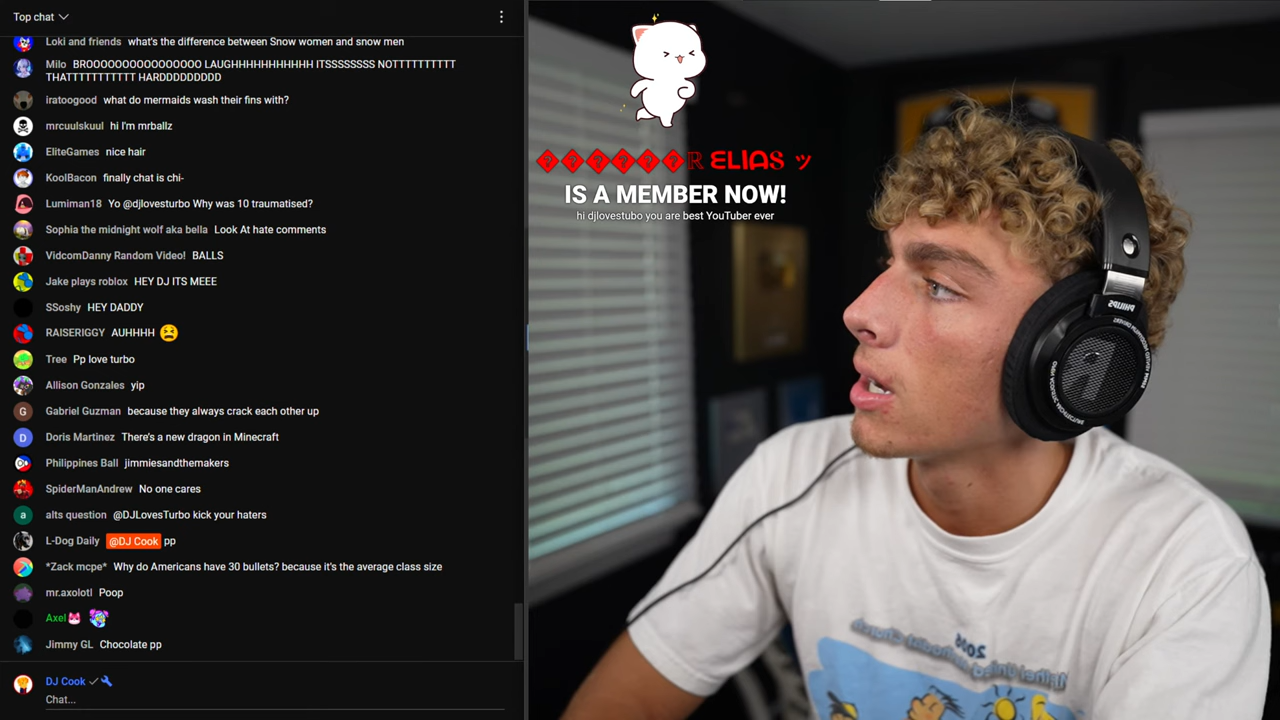 Top chat
Loki and friends what's the difference between Snow women and snow men
Milo BROOOOOOOOOOOOOOOO LAUGHHHHHHHHHHH ITSSSSSSS NOTTTTTTTTTT
THATTTTTTTTTTT HARDDDDDDDDD
iratoogood what do mermaids wash their fins with?
mrcuulskuul hi I'm mrballz
EliteGames nice hair
KoolBacon finally chat is chi-
Lumiman18 Yo @djlovesturbo Why was 10 traumatised?
Sophia the midnight wolf aka bella Look At hate comments
VidcomDanny Random Video! BALLS
Jake plays roblox HEY DJ ITS MEEE
SSoshy HEY DADDY
RAISERIGGY AUHHHH 😫
Tree Pp love turbo
Allison Gonzales yip
G Gabriel Guzman because they always crack each other up
D Doris Martinez There's a new dragon in Minecraft
Philippines Ball jimmiesandthemakers
SpiderManAndrew No one cares
a alts question @DJLovesTurbo kick your haters
L-Dog Daily @DJ Cook pp
*Zack mcpe* Why do Americans have 30 bullets? because it's the average class size
mr.axolotl Poop
Axel
Jimmy GL Chocolate pp
DJ Cook
Chat...
������ℝ ELIAS ッ
IS A MEMBER NOW!
hi djlovestubo you are best YouTuber ever
PHILIPS
2016